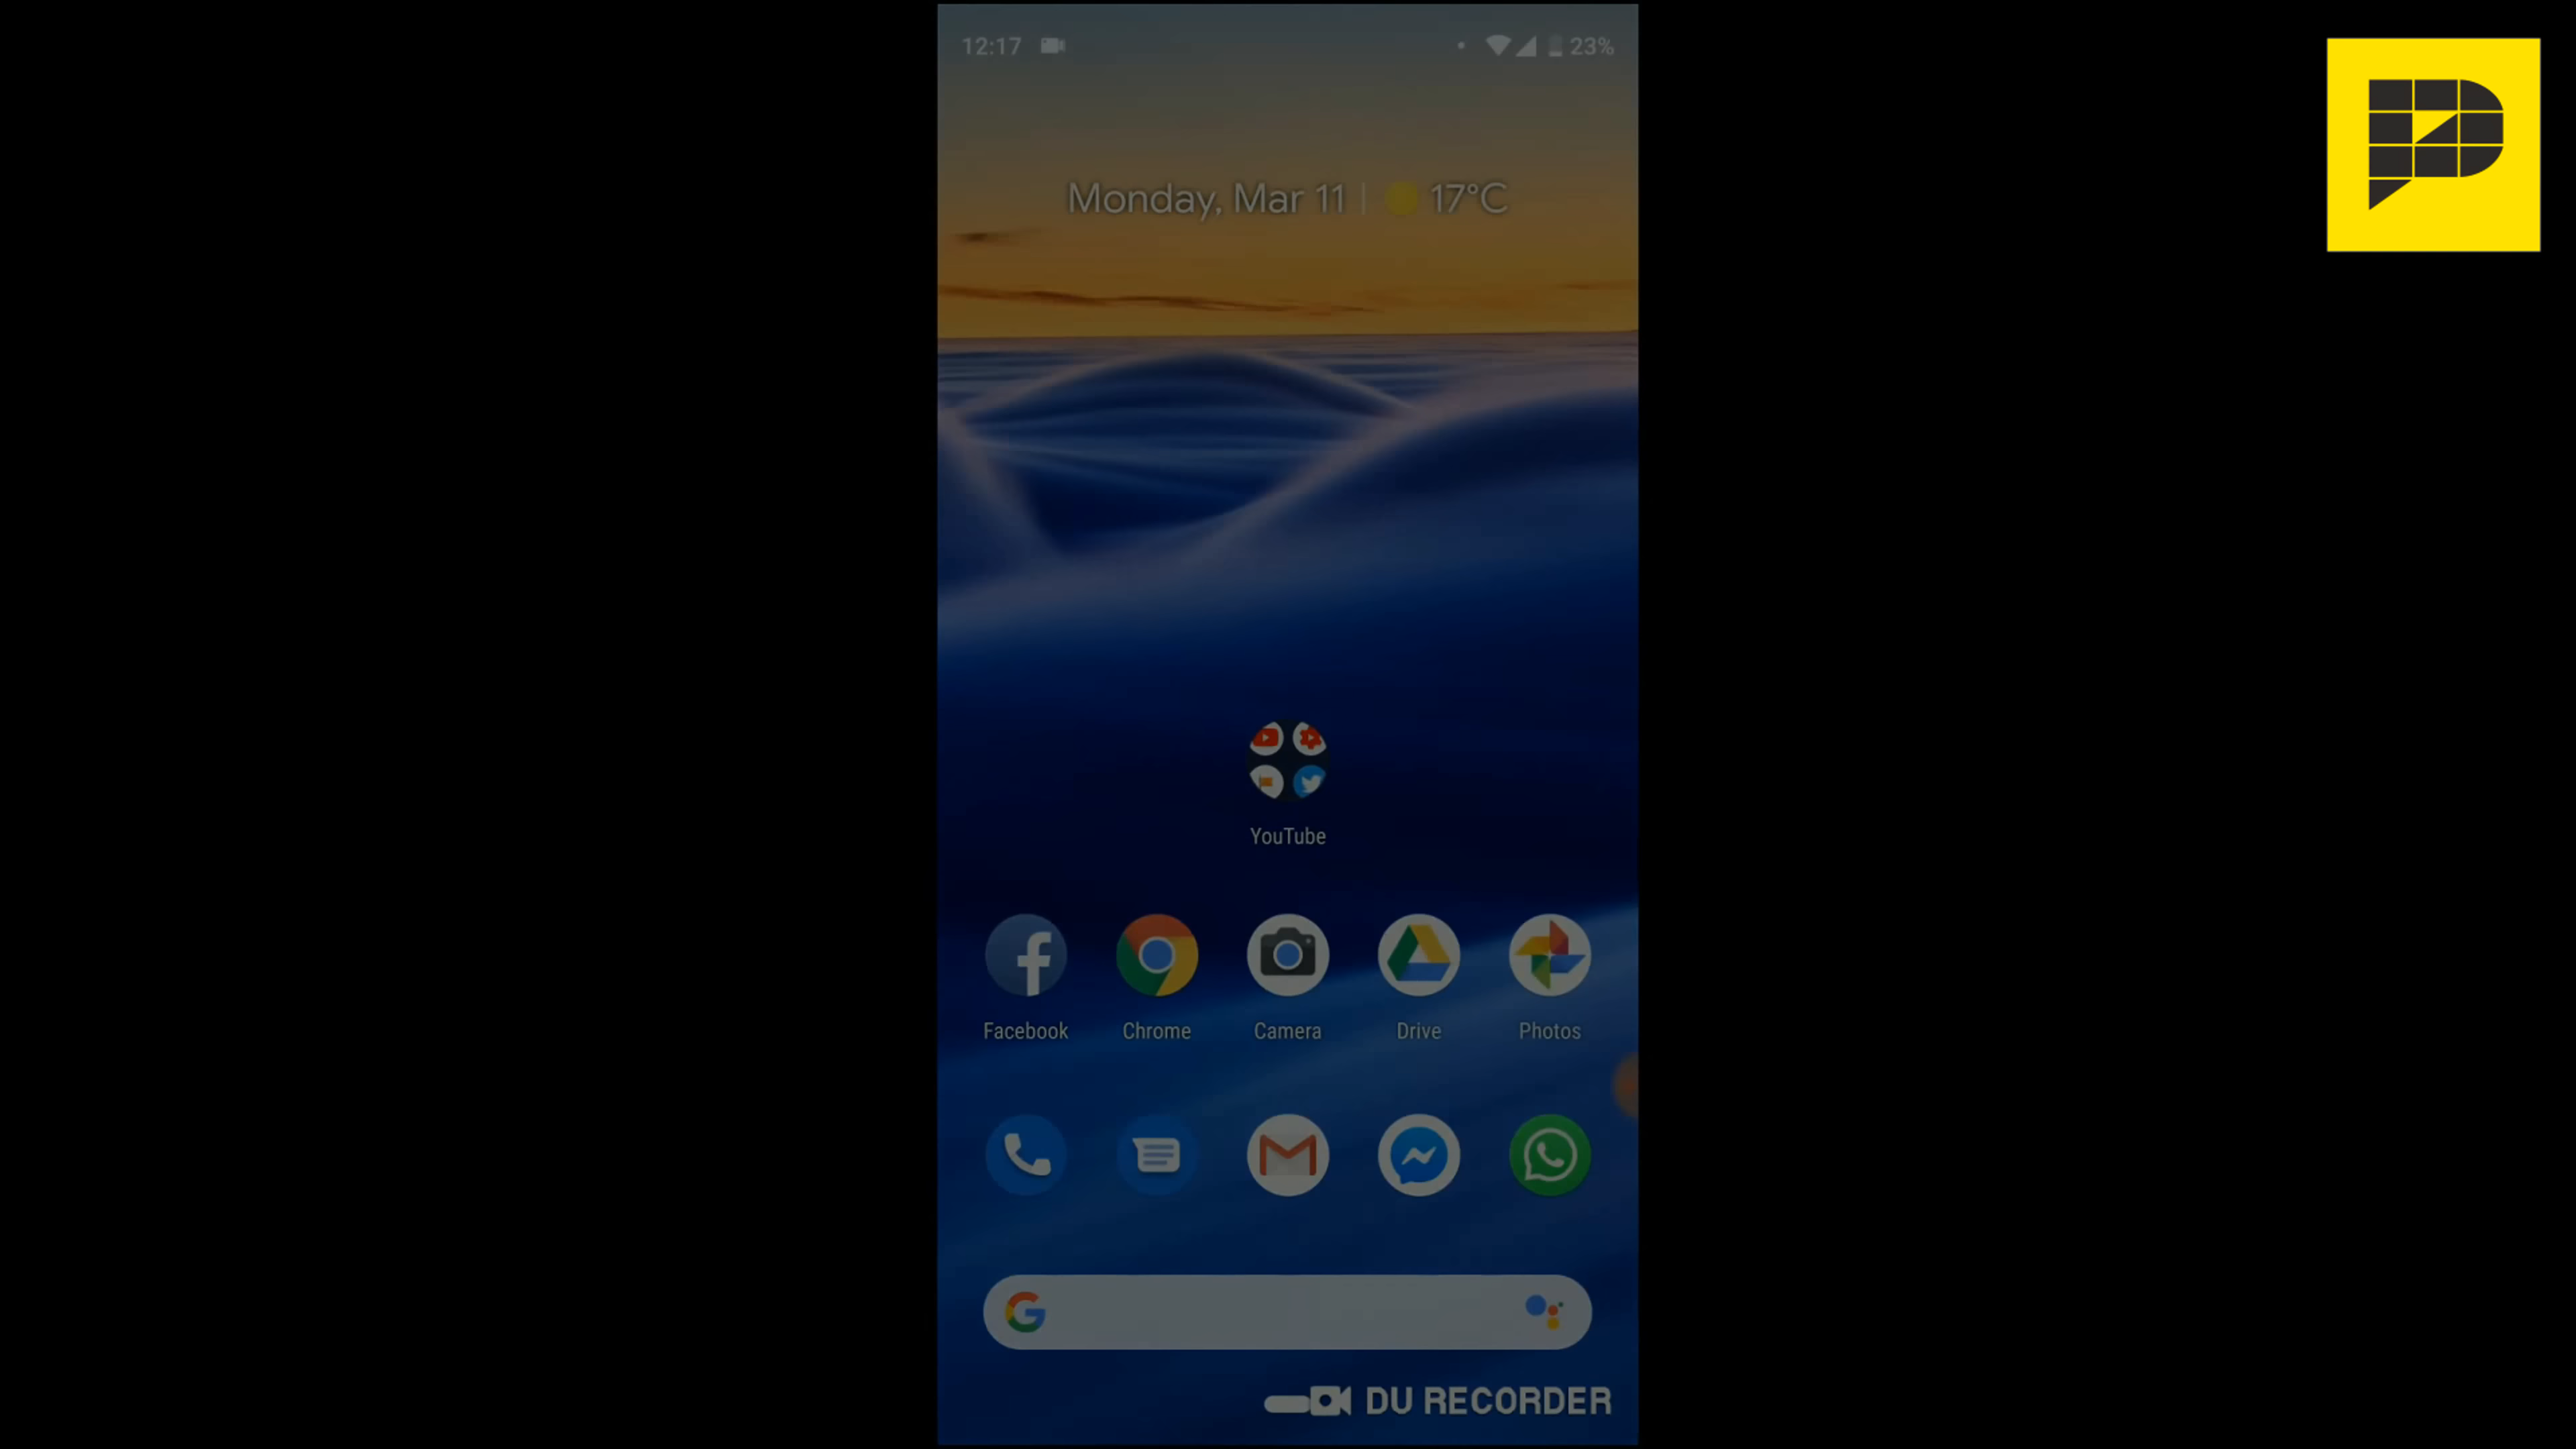 12:17
23%
Monday, Mar 11 | 17°C
YouTube
Facebook Chrome Camera Drive Photos
DU RECORDER